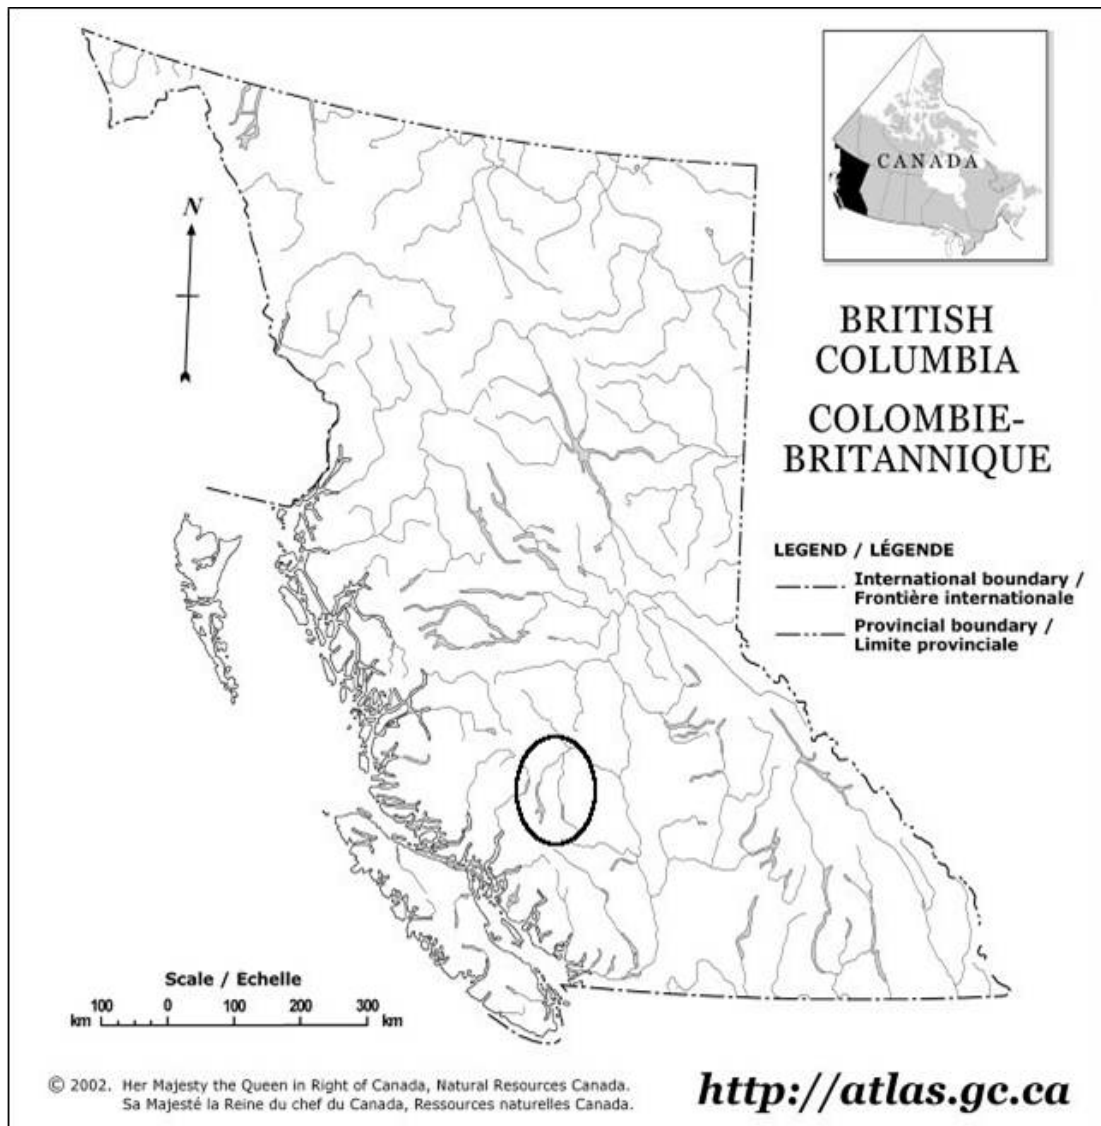 CANADA
N
BRITISH
COLUMBIA
COLOMBIE-
BRITANNIQUE
LEGEND / LÉGENDE
International boundary /
Frontière internationale
Provincial boundary /
Limite provinciale
Scale / Echelle
100 0 100 200 300
km km
© 2002. Her Majesty the Queen in Right of Canada, Natural Resources Canada.
Sa Majesté la Reine du chef du Canada, Ressources naturelles Canada.
http://atlas.gc.ca